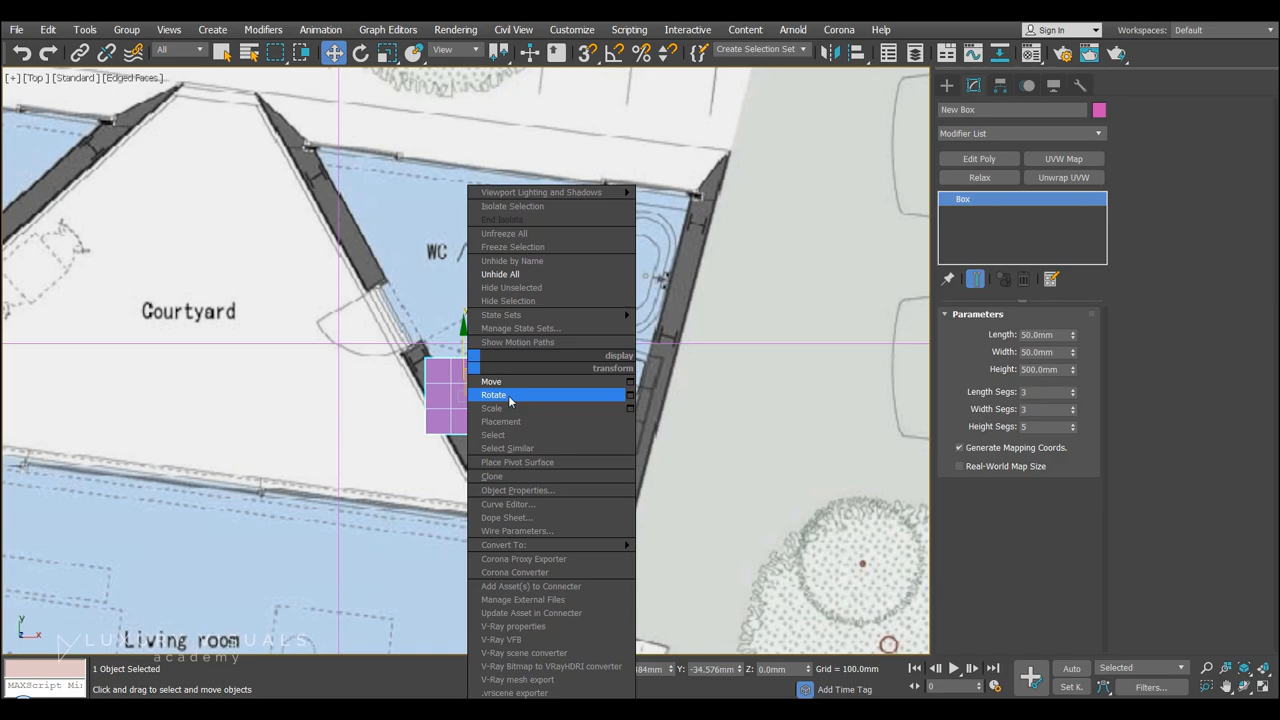 File Edit Tools Group Views Create Modifiers Animation Graph Editors Rendering Civil View Customize Scripting Interactive Content Arnold Corona Help Sign In Workspaces: Default
All View Create Selection Set
[+] [Top ] [Standard ] [Edged Faces ]
New Box
Modifier List
Edit Poly UVW Map
Relax Unwrap UVW
Box
Parameters
Length: 50.0mm
Width: 50.0mm
Height: 500.0mm
Length Segs: 3
Width Segs: 3
Height Segs: 5
Generate Mapping Coords.
Real-World Map Size
WC /
Courtyard
Living room
Viewport Lighting and Shadows
Isolate Selection
End Isolate
Unfreeze All
Freeze Selection
Unhide by Name
Unhide All
Hide Unselected
Hide Selection
State Sets
Manage State Sets...
Show Motion Paths
display
transform
Move
Rotate
Scale
Placement
Select
Select Similar
Place Pivot Surface
Clone
Object Properties...
Curve Editor...
Dope Sheet...
Wire Parameters...
Convert To:
Corona Proxy Exporter
Corona Converter
Add Asset(s) to Connecter
Manage External Files
Update Asset in Connecter
V-Ray properties
V-Ray VFB
V-Ray scene converter
V-Ray Bitmap to VRayHDRI converter
V-Ray mesh export
.vrscene exporter
academy
MAXScript Mi
1 Object Selected
Click and drag to select and move objects
484mm Y: -34.576mm Z: 0.0mm Grid = 100.0mm
Add Time Tag
0
Auto Selected
Set K. Filters...
y
z x